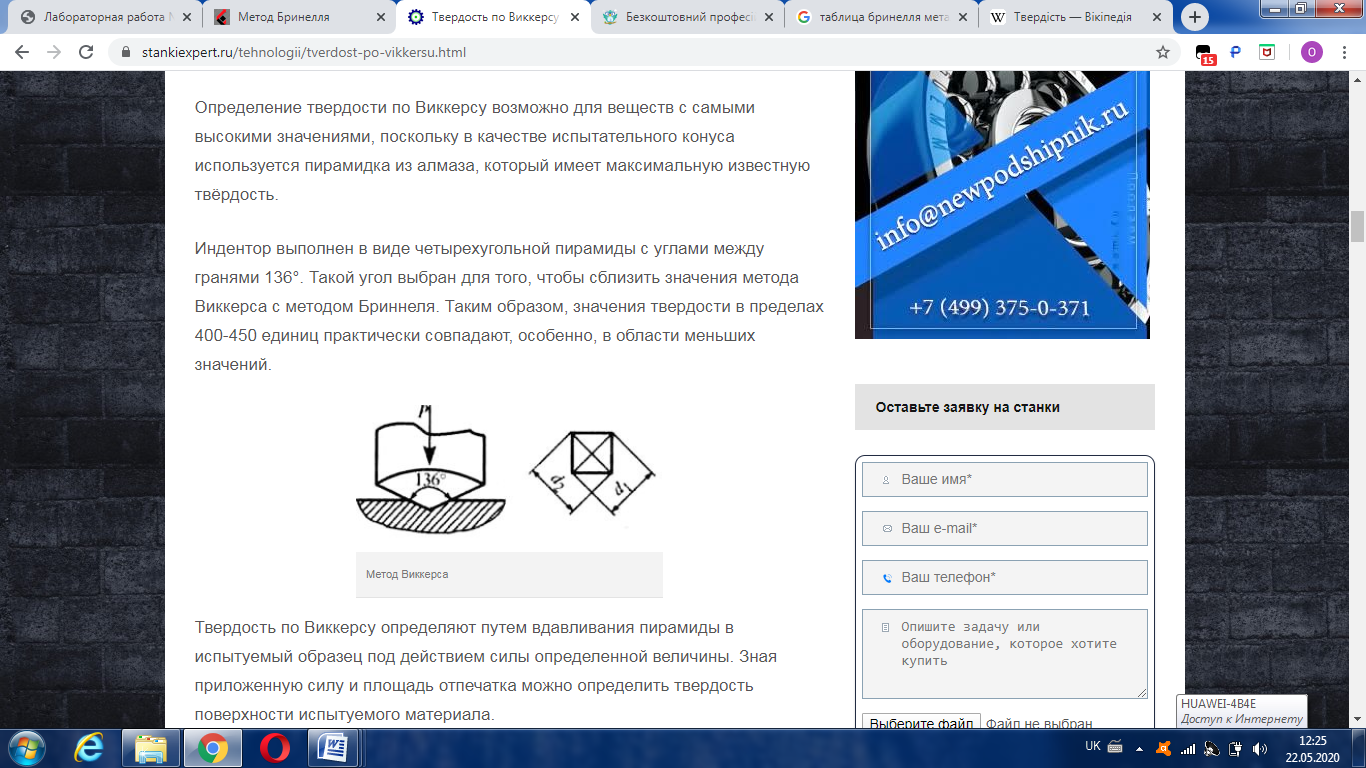 Лабораторная работа
Метод Бринелля
Твердость по Виккерсу
Безкоштовний професі
таблица бринелля мета
Твердість — Вікіпедія
stankiexpert.ru/tehnologii/tverdost-po-vikkersu.html
15
O
Определение твердости по Виккерсу возможно для веществ с самыми
высокими значениями, поскольку в качестве испытательного конуса
используется пирамидка из алмаза, который имеет максимальную известную
твёрдость.
Индентор выполнен в виде четырехугольной пирамиды с углами между
гранями 136°. Такой угол выбран для того, чтобы сблизить значения метода
Виккерса с методом Бриннеля. Таким образом, значения твердости в пределах
400-450 единиц практически совпадают, особенно, в области меньших
значений.
P
136°
d2
d1
Метод Виккерса
Твердость по Виккерсу определяют путем вдавливания пирамиды в
испытуемый образец под действием силы определенной величины. Зная
приложенную силу и площадь отпечатка можно определить твердость
поверхности испытуемого материала.
info@newpodshipnik.ru
+7 (499) 375-0-371
Оставьте заявку на станки
Ваше имя*
Ваш e-mail*
Ваш телефон*
Опишите задачу или
оборудование, которое хотите
купить
Выберите файл Файл не выбран
HUAWEI-4B4E
Доступ к Интернету
UK
12:25
22.05.2020